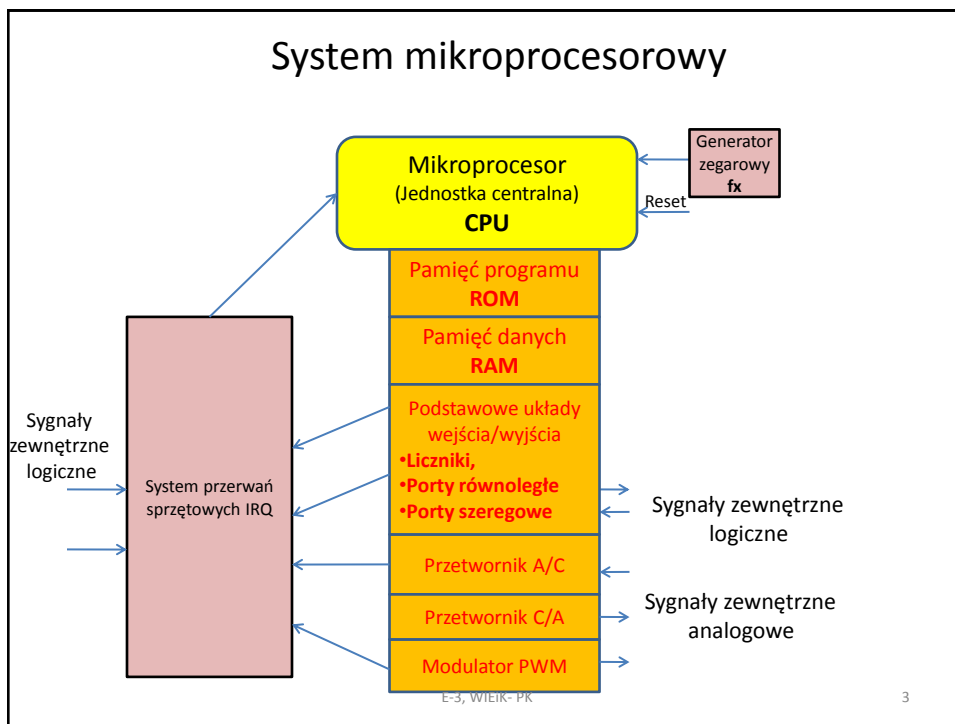 System mikroprocesorowy
Generator
zegarowy
fx
Mikroprocesor
(Jednostka centralna)
CPU
Reset
Pamięć programu
ROM
Pamięć danych
RAM
Podstawowe układy
wejścia/wyjścia
•Liczniki,
•Porty równoległe
•Porty szeregowe
Sygnały
zewnętrzne
logiczne
System przerwań
sprzętowych IRQ
Sygnały zewnętrzne
logiczne
Przetwornik A/C
Przetwornik C/A
Sygnały zewnętrzne
analogowe
Modulator PWM
E-3, WIEiK- PK
3